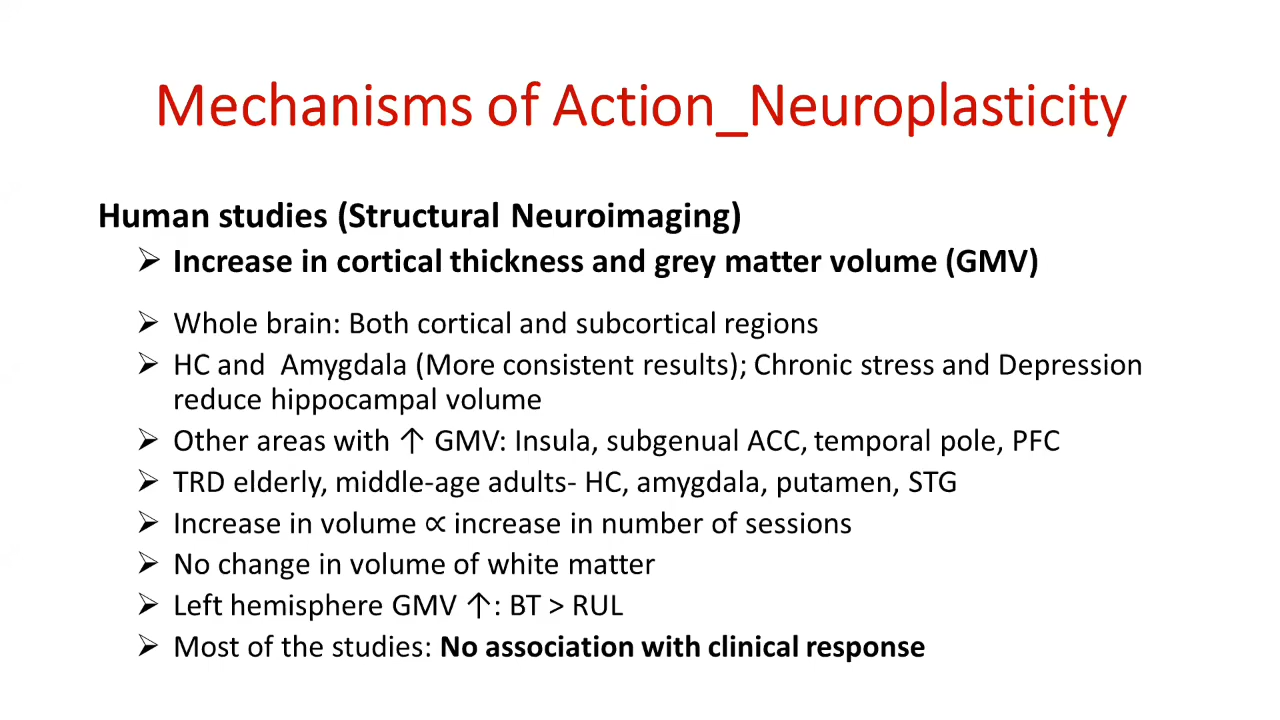 Mechanisms of Action_Neuroplasticity
Human studies (Structural Neuroimaging)
➢ Increase in cortical thickness and grey matter volume (GMV)
➢ Whole brain: Both cortical and subcortical regions
➢ HC and  Amygdala (More consistent results); Chronic stress and Depression
reduce hippocampal volume
➢ Other areas with ↑ GMV: Insula, subgenual ACC, temporal pole, PFC
➢ TRD elderly, middle-age adults- HC, amygdala, putamen, STG
➢ Increase in volume ∝ increase in number of sessions
➢ No change in volume of white matter
➢ Left hemisphere GMV ↑: BT > RUL
➢ Most of the studies: No association with clinical response